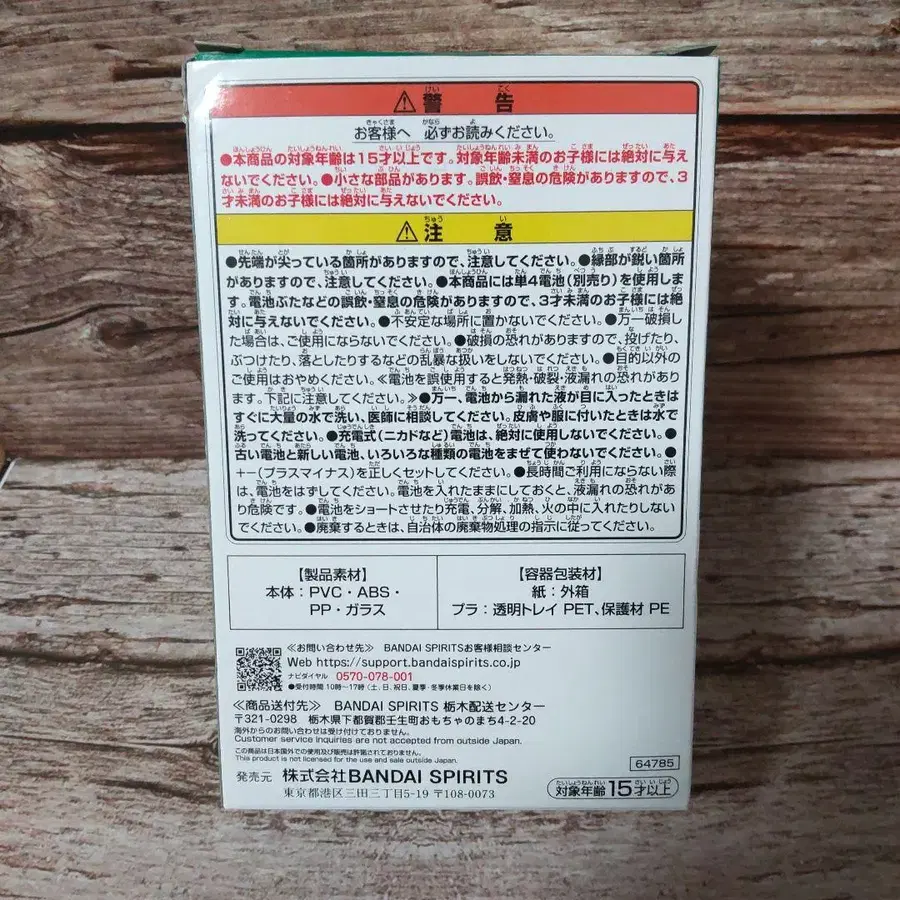 ⚠警告
お客様へ 必ずお読みください。
●本商品の対象年齢は15才以上です。対象年齢未満のお子様には絶対に与え
ないでください。●小さな部品があります。誤飲・窒息の危険がありますので、3
才未満のお子様には絶対に与えないでください。
⚠注意
●先端が尖っている箇所がありますので、注意してください。●縁部が鋭い箇所
がありますので、注意してください。●本商品には単4電池(別売り)を使用しま
す。電池ぶたなどの誤飲・窒息の危険がありますので、3才未満のお子様には絶
対に与えないでください。●不安定な場所に置かないでください。●万一破損し
た場合は、ご使用にならないでください。●破損の恐れがありますので、投げたり、
ぶつけたり、落としたりするなどの乱暴な扱いをしないでください。●目的以外の
ご使用はおやめください。≪電池を誤使用すると発熱・破裂・液漏れの恐れがあり
ます。下記に注意してください。≫●万一、電池から漏れた液が目に入ったときは
すぐに大量の水で洗い、医師に相談してください。皮膚や服に付いたときは水で
洗ってください。●充電式(ニカドなど)電池は、絶対に使用しないでください。●
古い電池と新しい電池、いろいろな種類の電池をまぜて使わないでください。●
+-(プラスマイナス)を正しくセットしてください。●長時間ご利用にならない際
は、電池をはずしてください。電池を入れたままにしておくと、液漏れの恐れがあ
り危険です。●電池をショートさせたり充電、分解、加熱、火の中に入れたりしない
でください。●廃棄するときは、自治体の廃棄物処理の指示に従ってください。
【製品素材】
本体:PVC・ABS・
PP・ガラス
【容器包装材】
紙:外箱
プラ:透明トレイ PET、保護材 PE
≪お問い合わせ先≫ BANDAI SPIRITSお客様相談センター
Web https://support.bandaispirits.co.jp
ナビダイヤル 0570-078-001
●受付時間 10時~17時(土、日、祝日、夏季・冬季休業日を除く)
≪商品送付先≫ BANDAI SPIRITS 栃木配送センター
〒321-0298 栃木県下都賀郡壬生町おもちゃのまち4-2-20
海外からのお問い合わせは受け付けておりません。
Customer service inquiries are not accepted from outside Japan.
この商品は日本国外での使用及び販売は許諾されておりません。
This product is not licensed for the use and sale outside Japan.
64785
発売元 株式会社BANDAI SPIRITS
東京都港区三田三丁目5-19 〒108-0073
対象年齢15才以上